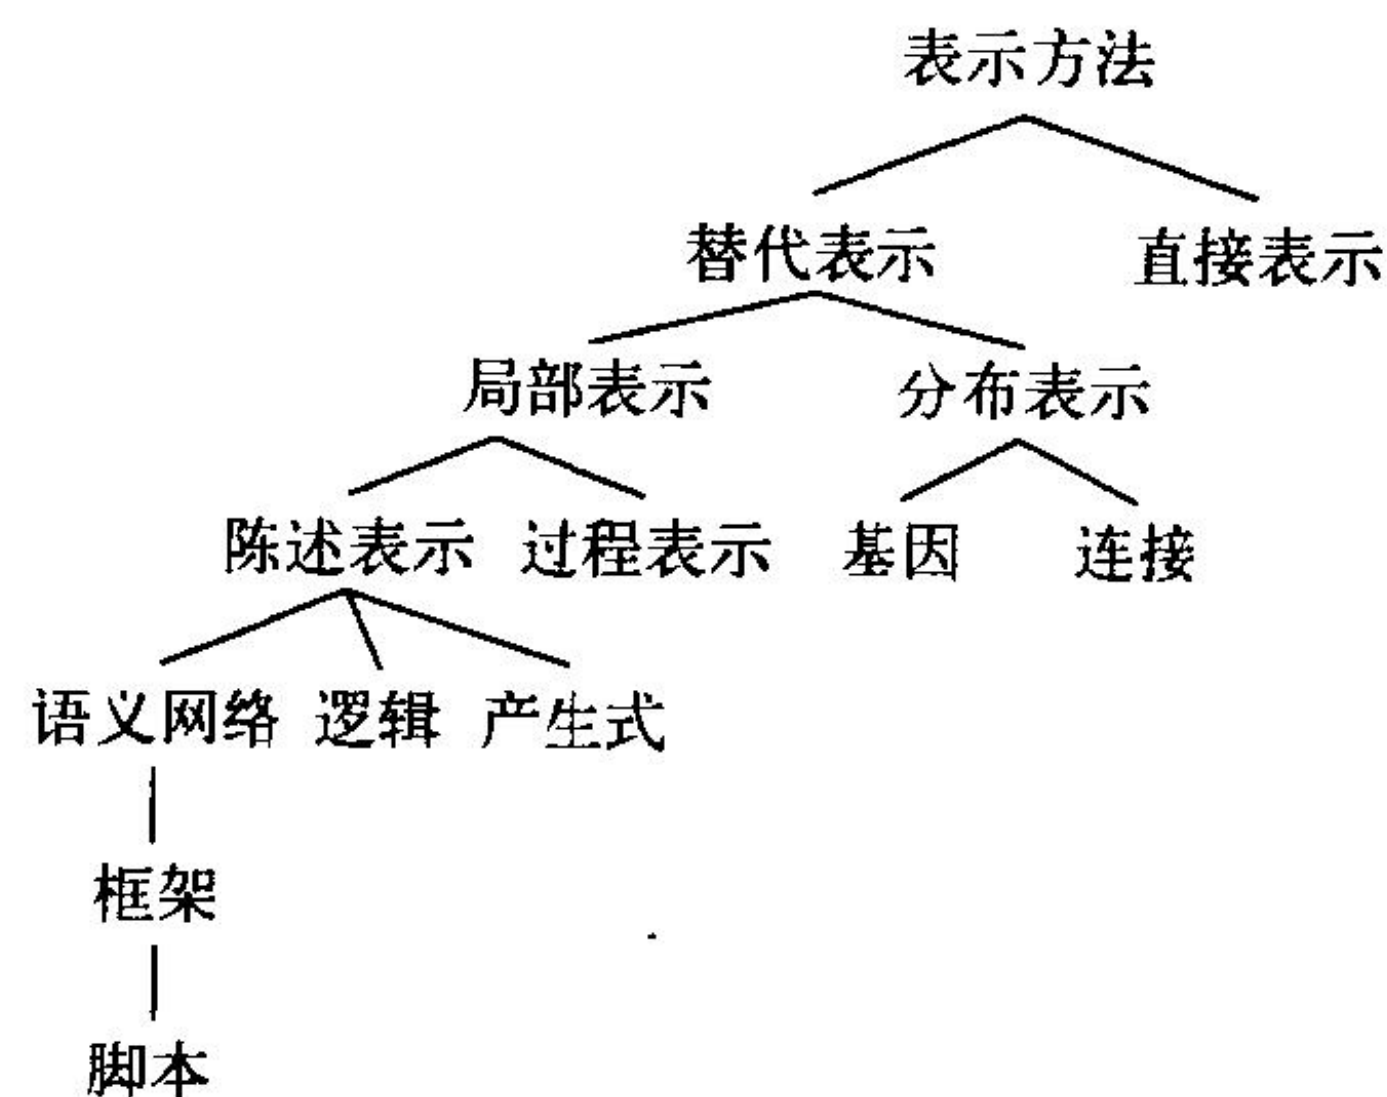 表示方法
替代表示 直接表示
局部表示 分布表示
陈述表示 过程表示 基因 连接
语义网络 逻辑 产生式
框架
脚本